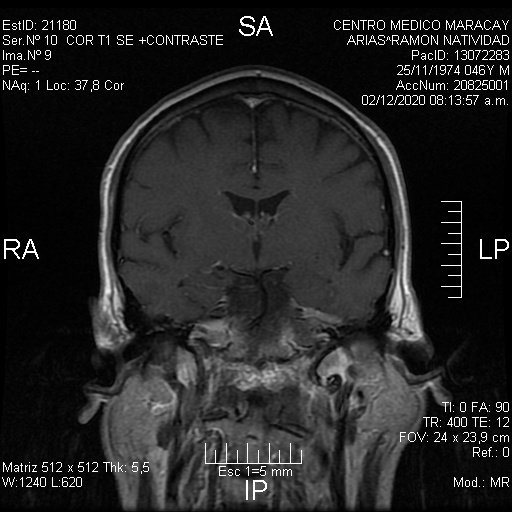 EstID: 21180
Ser.Nº 10 COR T1 SE +CONTRASTE
Ima.Nº 9
PE= --
NAq: 1 Loc: 37,8 Cor
SA
CENTRO MEDICO MARACAY
ARIAS^RAMON NATIVIDAD
PacID: 13072283
25/11/1974 046Y M
AccNum: 20825001
02/12/2020 08:13:57 a.m.
RA
LP
TI: 0 FA: 90
TR: 400 TE: 12
FOV: 24 x 23,9 cm
Ref.: 0
Mod.: MR
Matriz 512 x 512 Thk: 5,5
W:1240 L:620
Esc 1=5 mm
IP